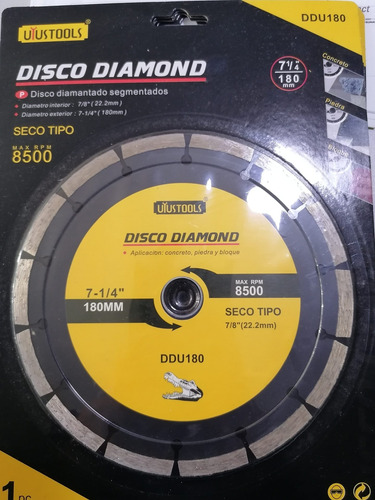 UYUSTOOLS
DDU180
DISCO DIAMOND
P Disco diamantado segmentados
• Diametro interior : 7/8" (22.2mm)
• Diametro exterior : 7-1/4" (180mm)
SECO TIPO
MAX RPM
8500
7 1/4"
180
mm
Concreto
Piedra
UYUSTOOLS
DISCO DIAMOND
• Aplicacion: concreto, piedra y bloque
7-1/4"
180MM
MAX RPM
8500
SECO TIPO
7/8"(22.2mm)
DDU180
1 PC